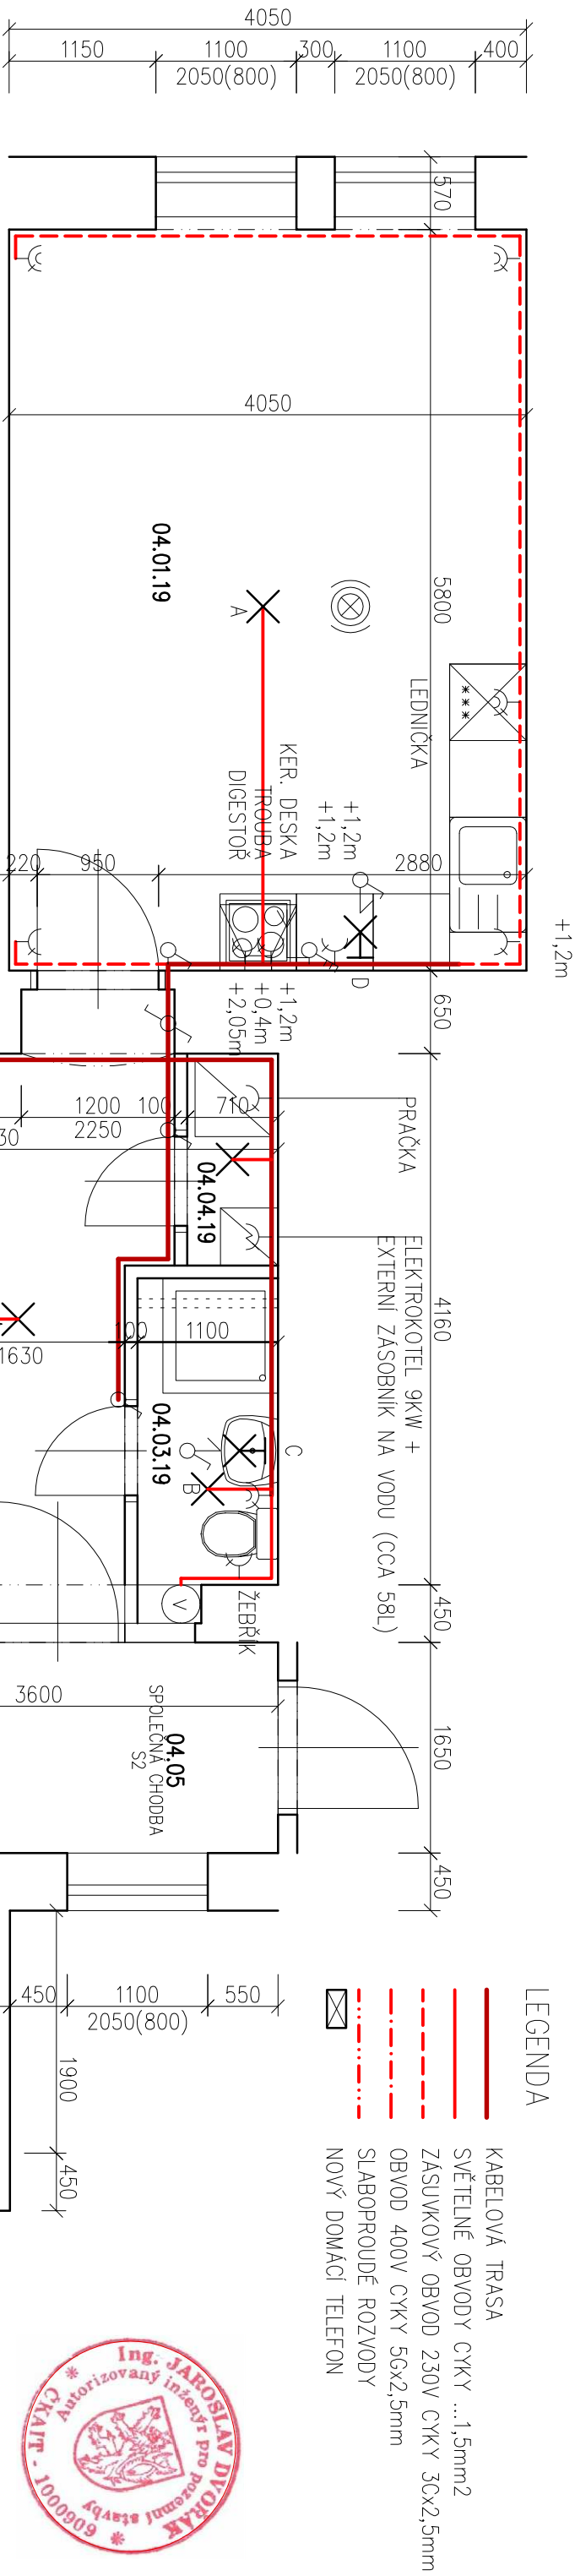 4050
1150
1100
2050(800)
300
1100
2050(800)
400
570
4050
04.01.19
A
5800
LEDNIČKA
KER. DESKA
TROUBA
DIGESTOŘ
+1,2m
+1,2m
220
950
2880
+1,2m
D
+1,2m
+0,4m
+2,05m
650
PRAČKA
30
1200
2250
100
710
04.04.19
ELEKTROKOTEL 9KW +
EXTERNÍ ZÁSOBNÍK NA VODU (CCA 58L)
4160
1630
100
1100
04.03.19
C
B
V
ŽEBŘÍK
450
3600
04.05
SPOLEČNÁ CHODBA
S2
1650
450
450
1100
2050(800)
550
1900
450
LEGENDA
KABELOVÁ TRASA
SVĚTELNÉ OBVODY CYKY ...1,5mm2
ZÁSUVKOVÝ OBVOD 230V CYKY 3Cx2,5mm
OBVOD 400V CYKY 5Gx2,5mm
SLABOPROUDÉ ROZVODY
NOVÝ DOMÁCÍ TELEFON
Ing. JAROSLAV DVOŘÁK
Autorizovaný inženýr pro pozemní stavby
ČKAIT - 1000909